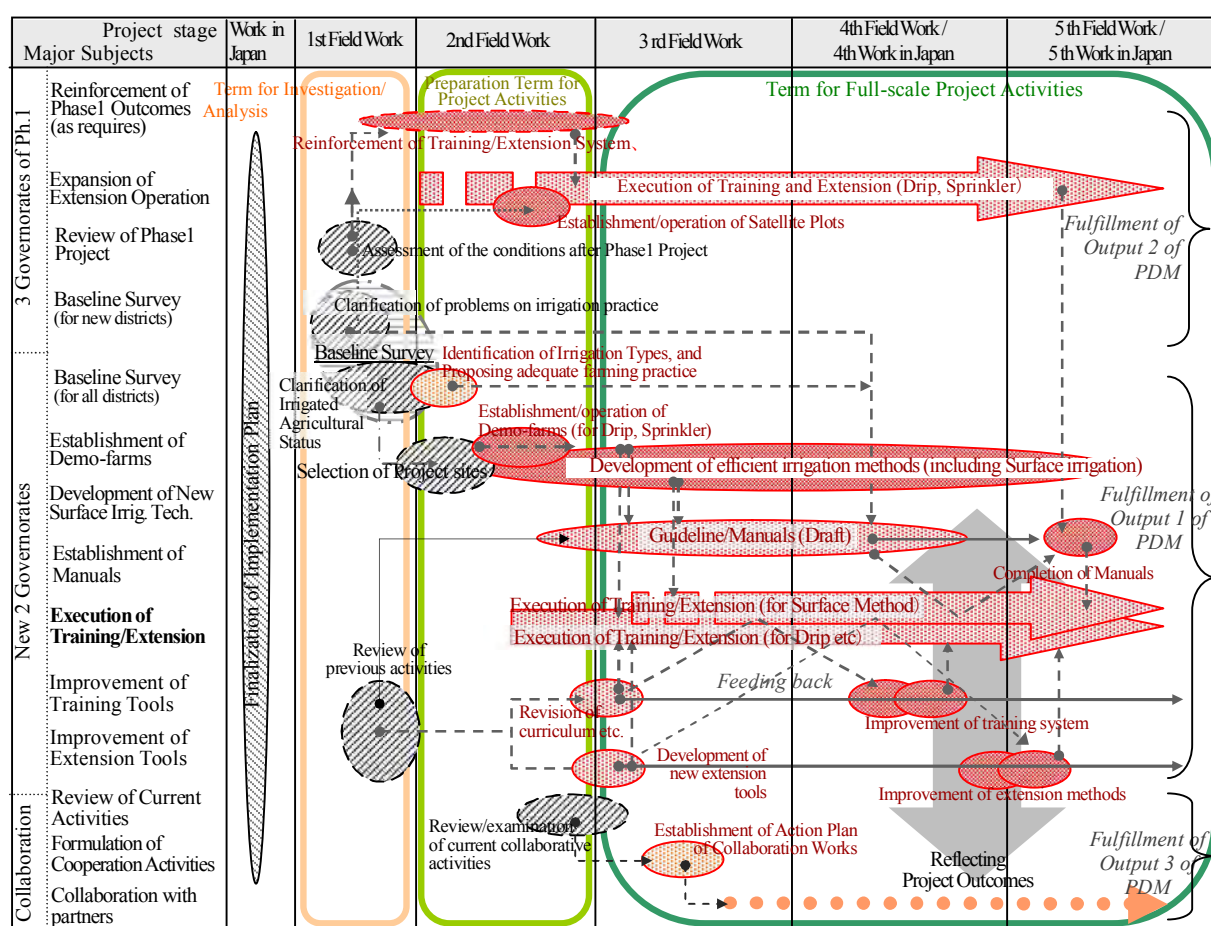 Project stage
Major Subjects
Work in
Japan
1st Field Work
2nd Field Work
3 rd Field Work
4th Field Work /
4th Work in Japan
5 th Field Work /
5 th Work in Japan
3 Governorates of Ph.1
New 2 Governorates
Collaboration
Reinforcement of
Phase1 Outcomes
(as requires)
Expansion of
Extension Operation
Review of Phase1
Project
Baseline Survey
(for new districts)
Baseline Survey
(for all districts)
Establishment of
Demo-farms
Development of New
Surface Irrig. Tech.
Establishment of
Manuals
Execution of
Training/Extension
Improvement of
Training Tools
Improvement of
Extension Tools
Review of Current
Activities
Formulation of
Cooperation Activities
Collaboration with
partners
Finalization of Implementation Plan
Term for Investigation/
Analysis
Preparation Term for
Project Activities
Term for Full-scale Project Activities
Reinforcement of Training/Extension System、
Execution of Training and Extension (Drip, Sprinkler)
Establishment/operation of Satellite Plots
Assessment of the conditions after Phase1 Project
Fulfillment of
Output 2 of
PDM
Clarification of problems on irrigation practice
Baseline Survey
Identification of Irrigation Types, and
Proposing adequate farming practice
Clarification of
Irrigated
Agricultural
Status
Establishment/operation of
Demo-farms (for Drip, Sprinkler)
Selection of Project sites
Development of efficient irrigation methods (including Surface irrigation)
Fulfillment of
Output 1 of
PDM
Guideline/Manuals (Draft)
Completion of Manuals
Execution of Training/Extension (for Surface Method)
Execution of Training/Extension (for Drip etc)
Review of
previous activities
Feeding back
Revision of
curriculum etc.
Improvement of training system
Development of
new extension
tools
Improvement of extension methods
Review/examination
of current collaborative
activities
Establishment of Action Plan
of Collaboration Works
Reflecting
Project Outcomes
Fulfillment of
Output 3 of
PDM